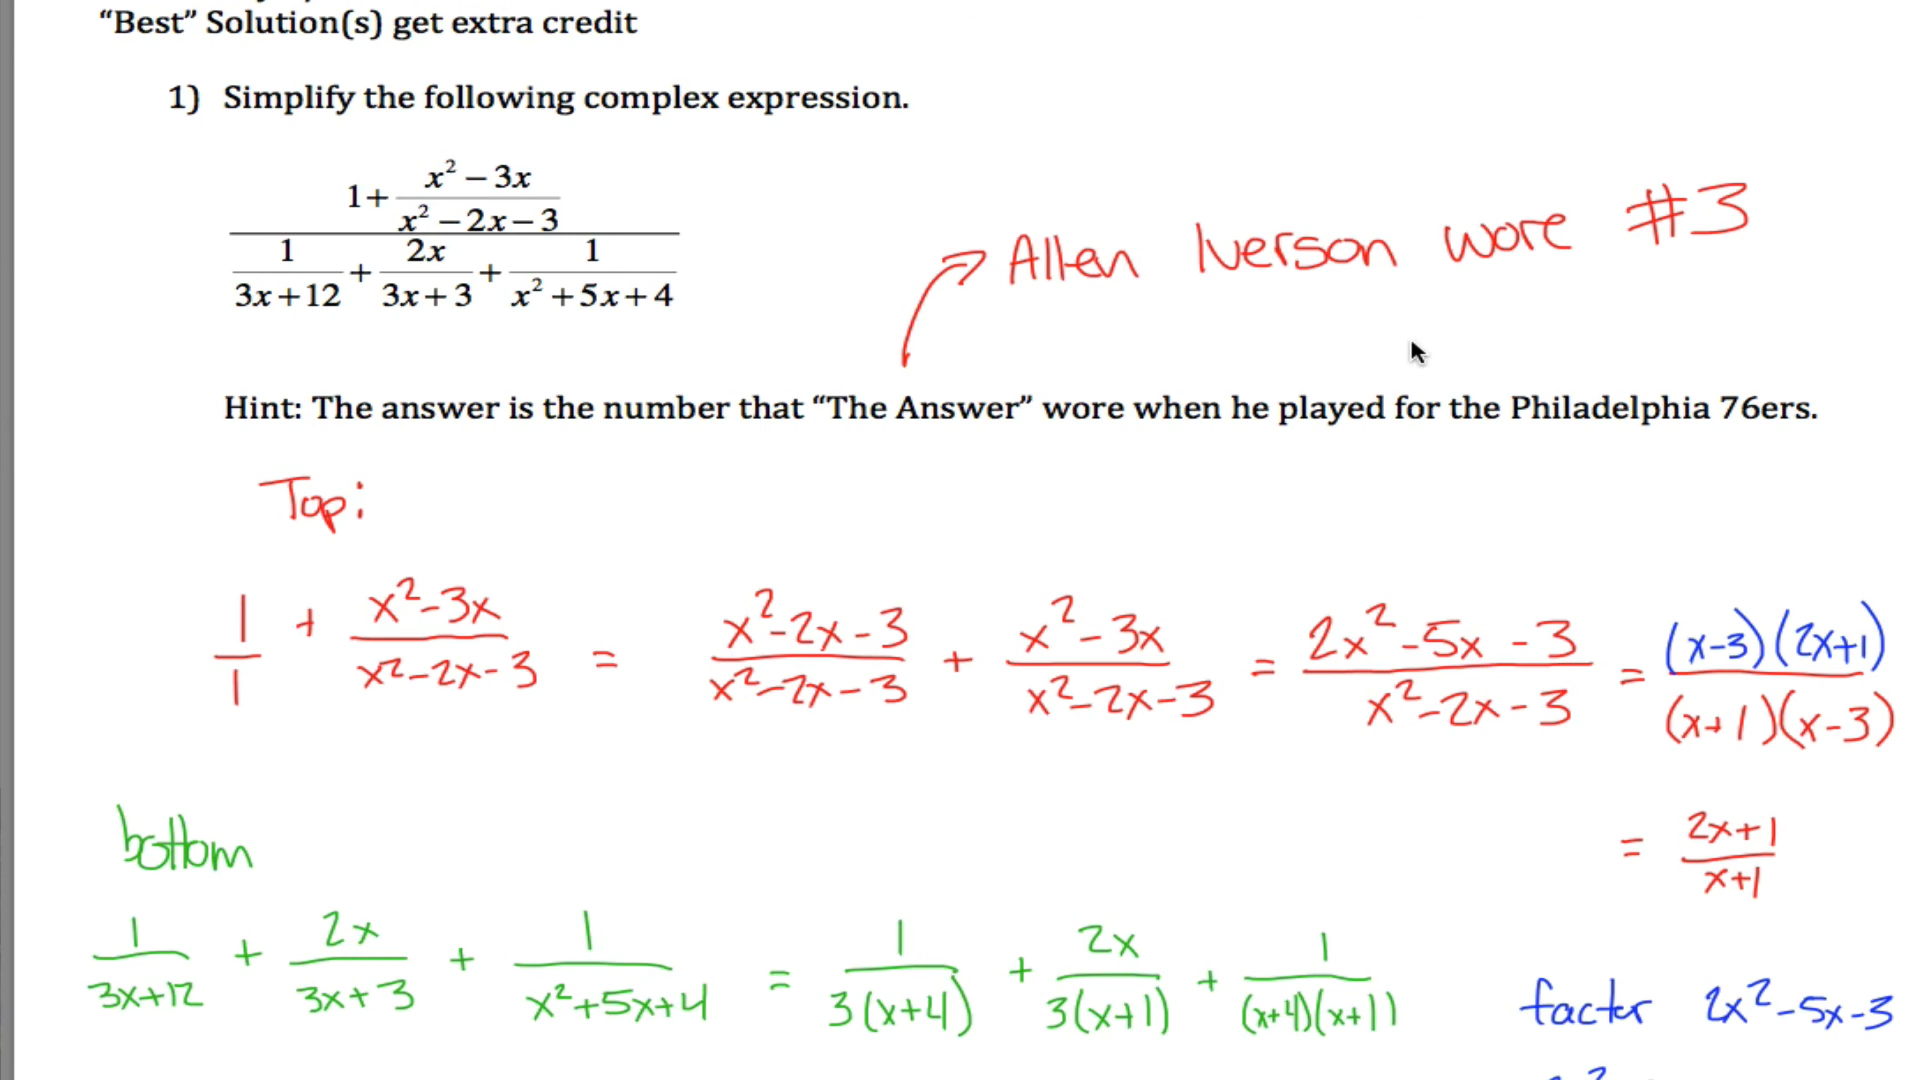 “Best” Solution(s) get extra credit
1) Simplify the following complex expression.
1+ x² − 3x / x² − 2x − 3
1 / 3x+12 + 2x / 3x+3 + 1 / x² +5x+4
Allen Iverson wore #3
Hint: The answer is the number that “The Answer” wore when he played for the Philadelphia 76ers.
Top:
1/1 + x²-3x / x²-2x-3 = x²-2x-3 / x²-2x-3 + x²-3x / x²-2x-3 = 2x²-5x-3 / x²-2x-3 = (x-3)(2x+1) / (x+1)(x-3)
= 2x+1 / x+1
bottom
1 / 3x+12 + 2x / 3x+3 + 1 / x²+5x+4 = 1 / 3(x+4) + 2x / 3(x+1) + 1 / (x+4)(x+1)
factor 2x²-5x-3